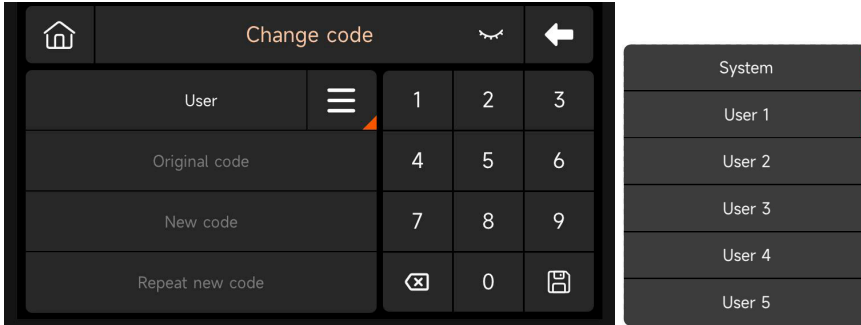 Change code
User
1 2 3
Original code
4 5 6
New code
7 8 9
Repeat new code
0
System
User 1
User 2
User 3
User 4
User 5